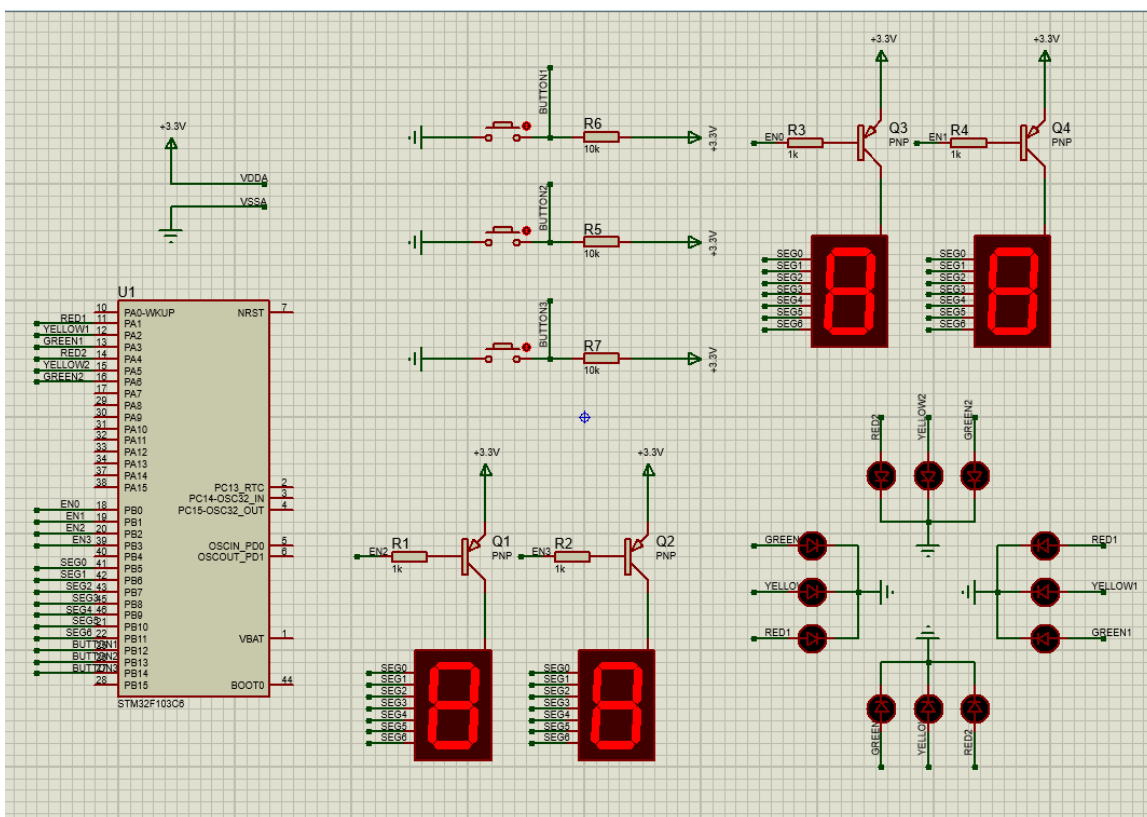 +3.3V
VDDA
VSSA
BUTTON1
R6
10k
+3.3V
BUTTON2
R5
10k
+3.3V
BUTTON3
R7
10k
+3.3V
+3.3V
EN0
R3
1k
Q3
PNP
+3.3V
EN1
R4
1k
Q4
PNP
SEG0
SEG1
SEG2
SEG3
SEG4
SEG5
SEG6
SEG0
SEG1
SEG2
SEG3
SEG4
SEG5
SEG6
U1
10 PA0-WKUP NRST 7
RED1 11 PA1
YELLOW1 12 PA2
GREEN1 13 PA3
RED2 14 PA4
YELLOW2 15 PA5
GREEN2 16 PA6
17 PA7
29 PA8
30 PA9
31 PA10
32 PA11
33 PA12
34 PA13
37 PA14
38 PA15
PC13_RTC 2
PC14-OSC32_IN 3
PC15-OSC32_OUT 4
EN0 18 PB0
EN1 19 PB1
EN2 20 PB2
EN3 39 PB3
40 PB4
OSCIN_PD0 5
OSCOUT_PD1 6
SEG0 41 PB5
SEG1 42 PB6
SEG2 43 PB7
SEG3 45 PB8
SEG4 46 PB9
SEG5 21 PB10
SEG6 22 PB11
VBAT 1
BUTTON1 PB12
BUTTON2 PB13
BUTTON3 PB14
28 PB15
BOOT0 44
STM32F103C6
+3.3V
EN2
R1
1k
Q1
PNP
+3.3V
EN3
R2
1k
Q2
PNP
SEG0
SEG1
SEG2
SEG3
SEG4
SEG5
SEG6
SEG0
SEG1
SEG2
SEG3
SEG4
SEG5
SEG6
RED2
YELLOW2
GREEN2
GREEN
YELLO
RED1
RED1
YELLOW1
GREEN1
GREEN
YELLO
RED2